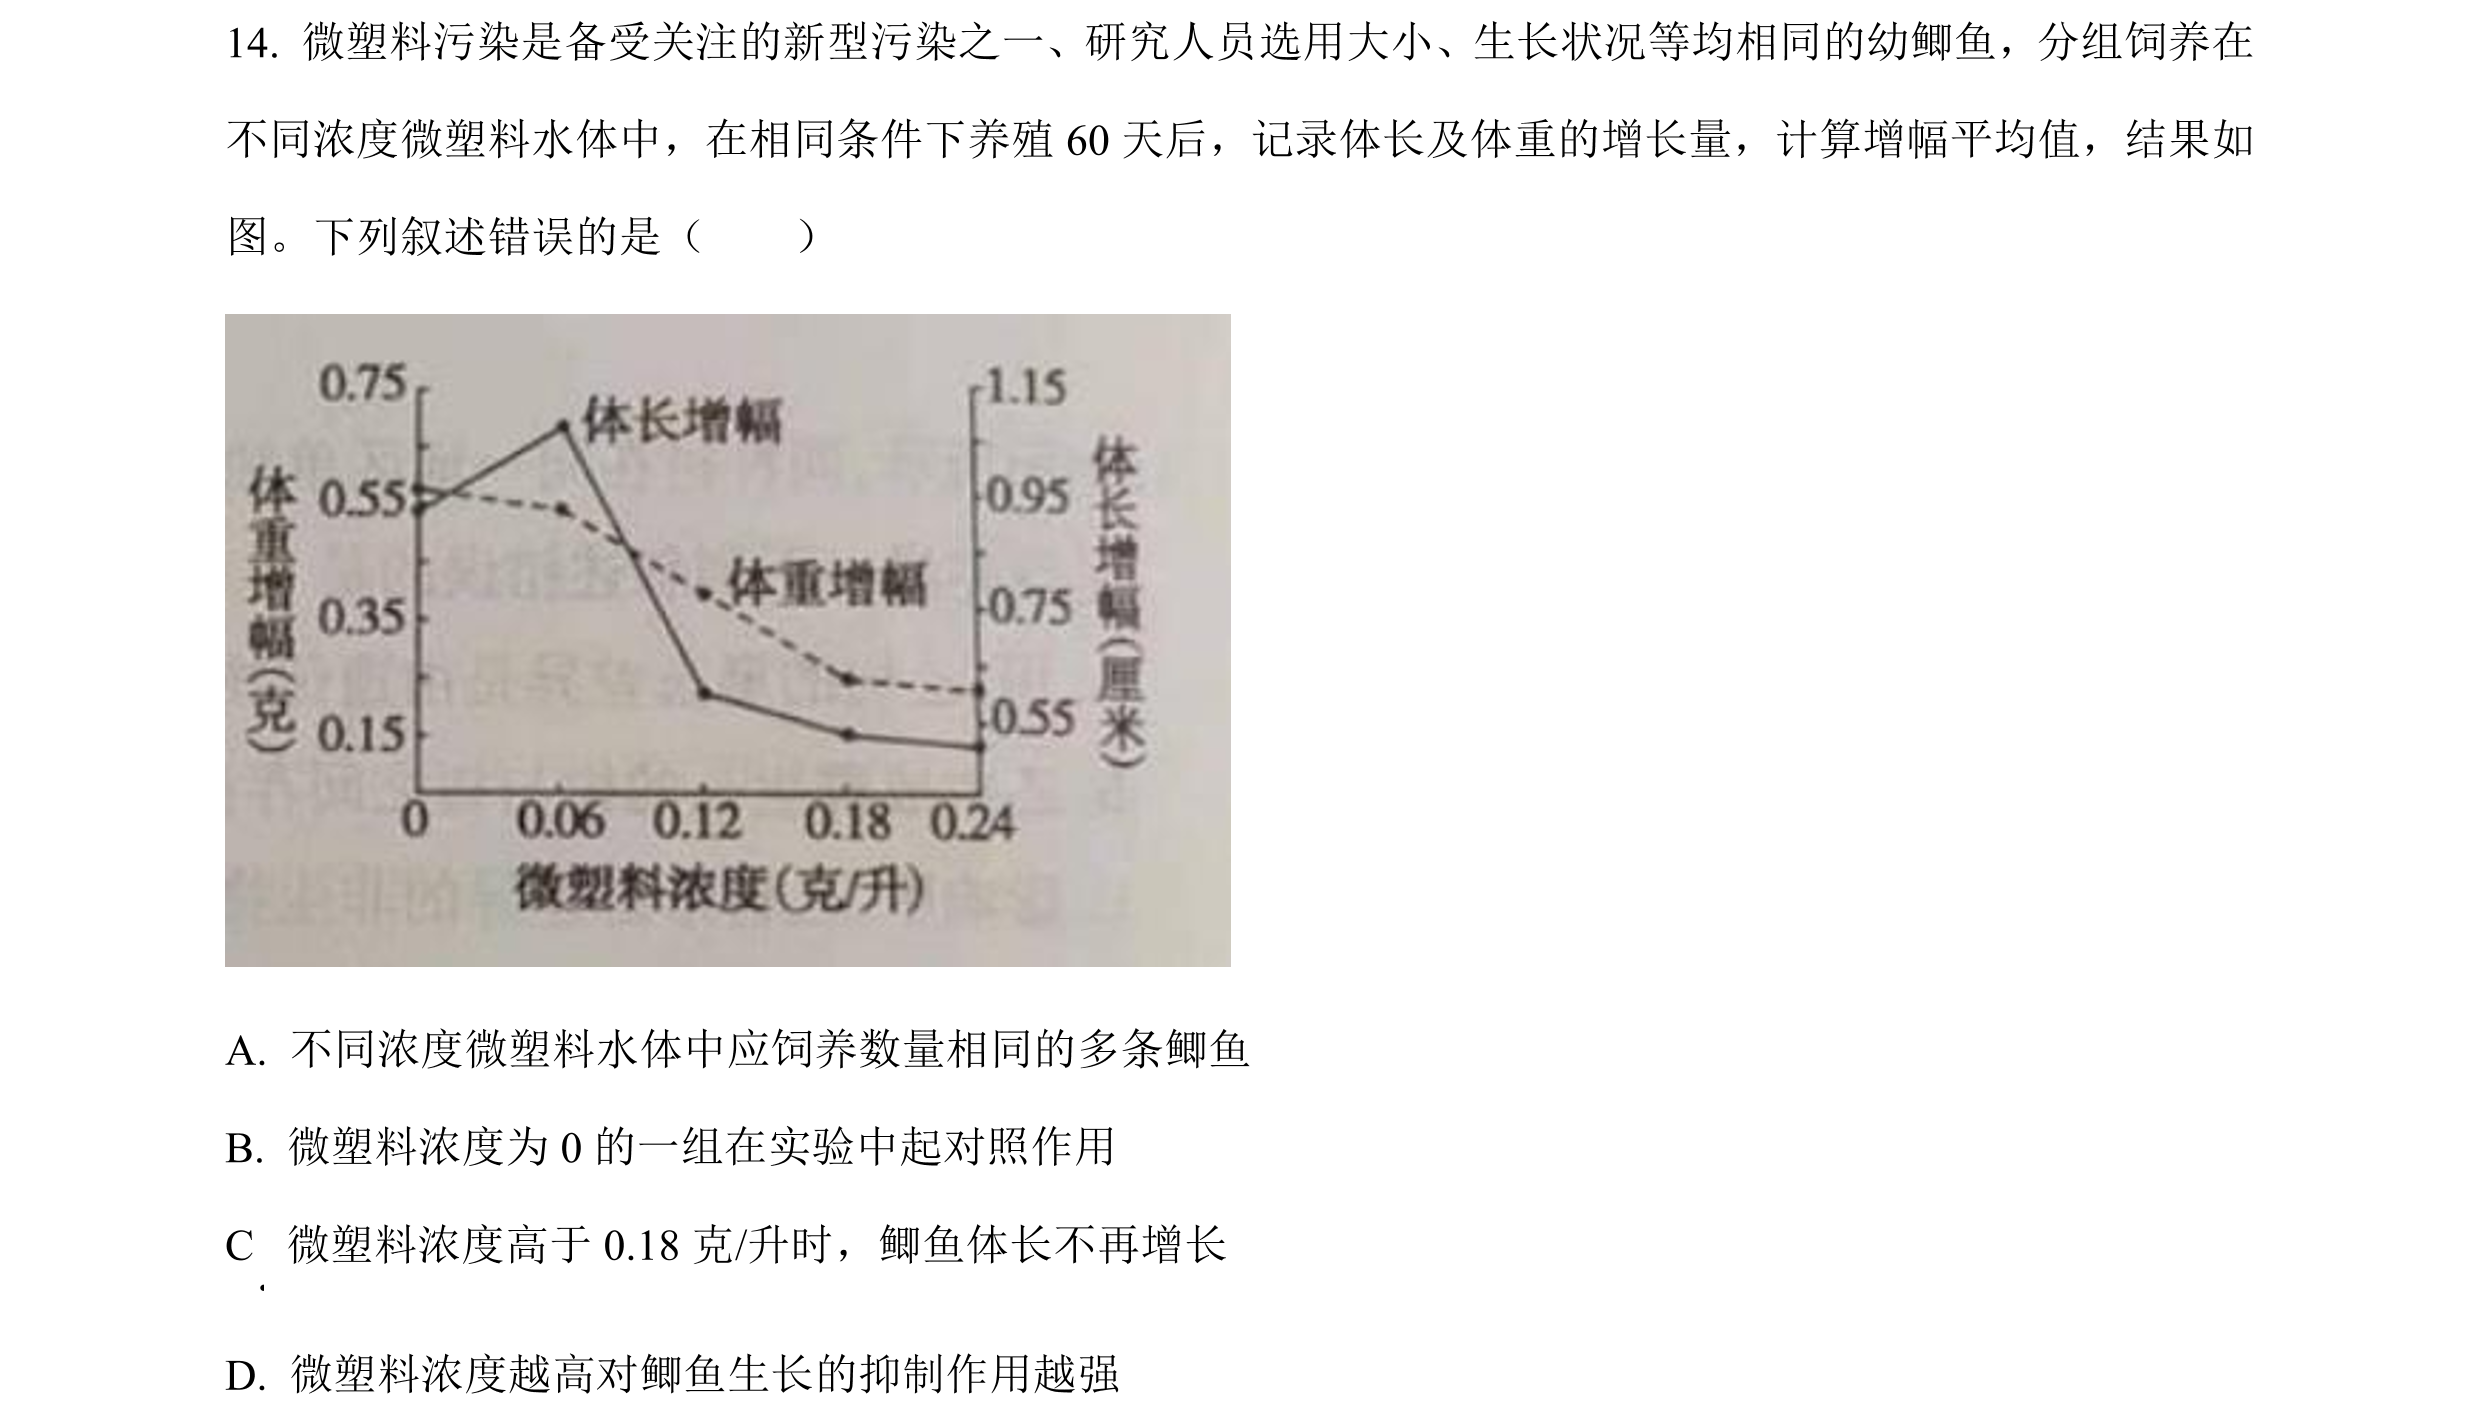 14. 微塑料污染是备受关注的新型污染之一、研究人员选用大小、生长状况等均相同的幼鲫鱼，分组饲养在
不同浓度微塑料水体中，在相同条件下养殖 60 天后，记录体长及体重的增长量，计算增幅平均值，结果如
图。下列叙述错误的是（　　）
体重增幅(克)
0.75
0.55
0.35
0.15
体长增幅
体重增幅
1.15
0.95
0.75
0.55
体长增幅(厘米)
0 0.06 0.12 0.18 0.24
微塑料浓度(克/升)
A. 不同浓度微塑料水体中应饲养数量相同的多条鲫鱼
B. 微塑料浓度为 0 的一组在实验中起对照作用
C 微塑料浓度高于 0.18 克/升时，鲫鱼体长不再增长
.
D. 微塑料浓度越高对鲫鱼生长的抑制作用越强